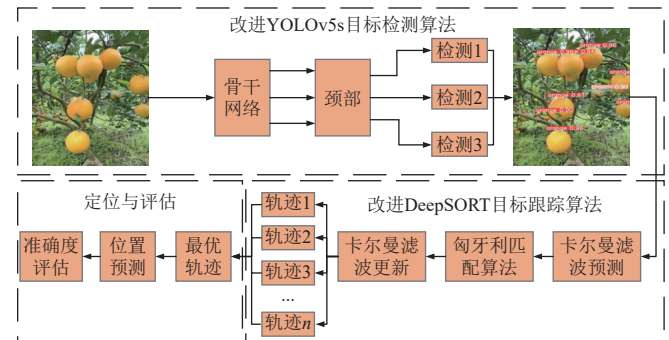 改进YOLOv5s目标检测算法
骨干
网络
颈部
检测1
检测2
检测3
orange 0.96
定位与评估
改进DeepSORT目标跟踪算法
准确度
评估
位置
预测
最优
轨迹
轨迹1
轨迹2
轨迹3
...
轨迹n
卡尔曼滤
波更新
匈牙利匹
配算法
卡尔曼滤
波预测